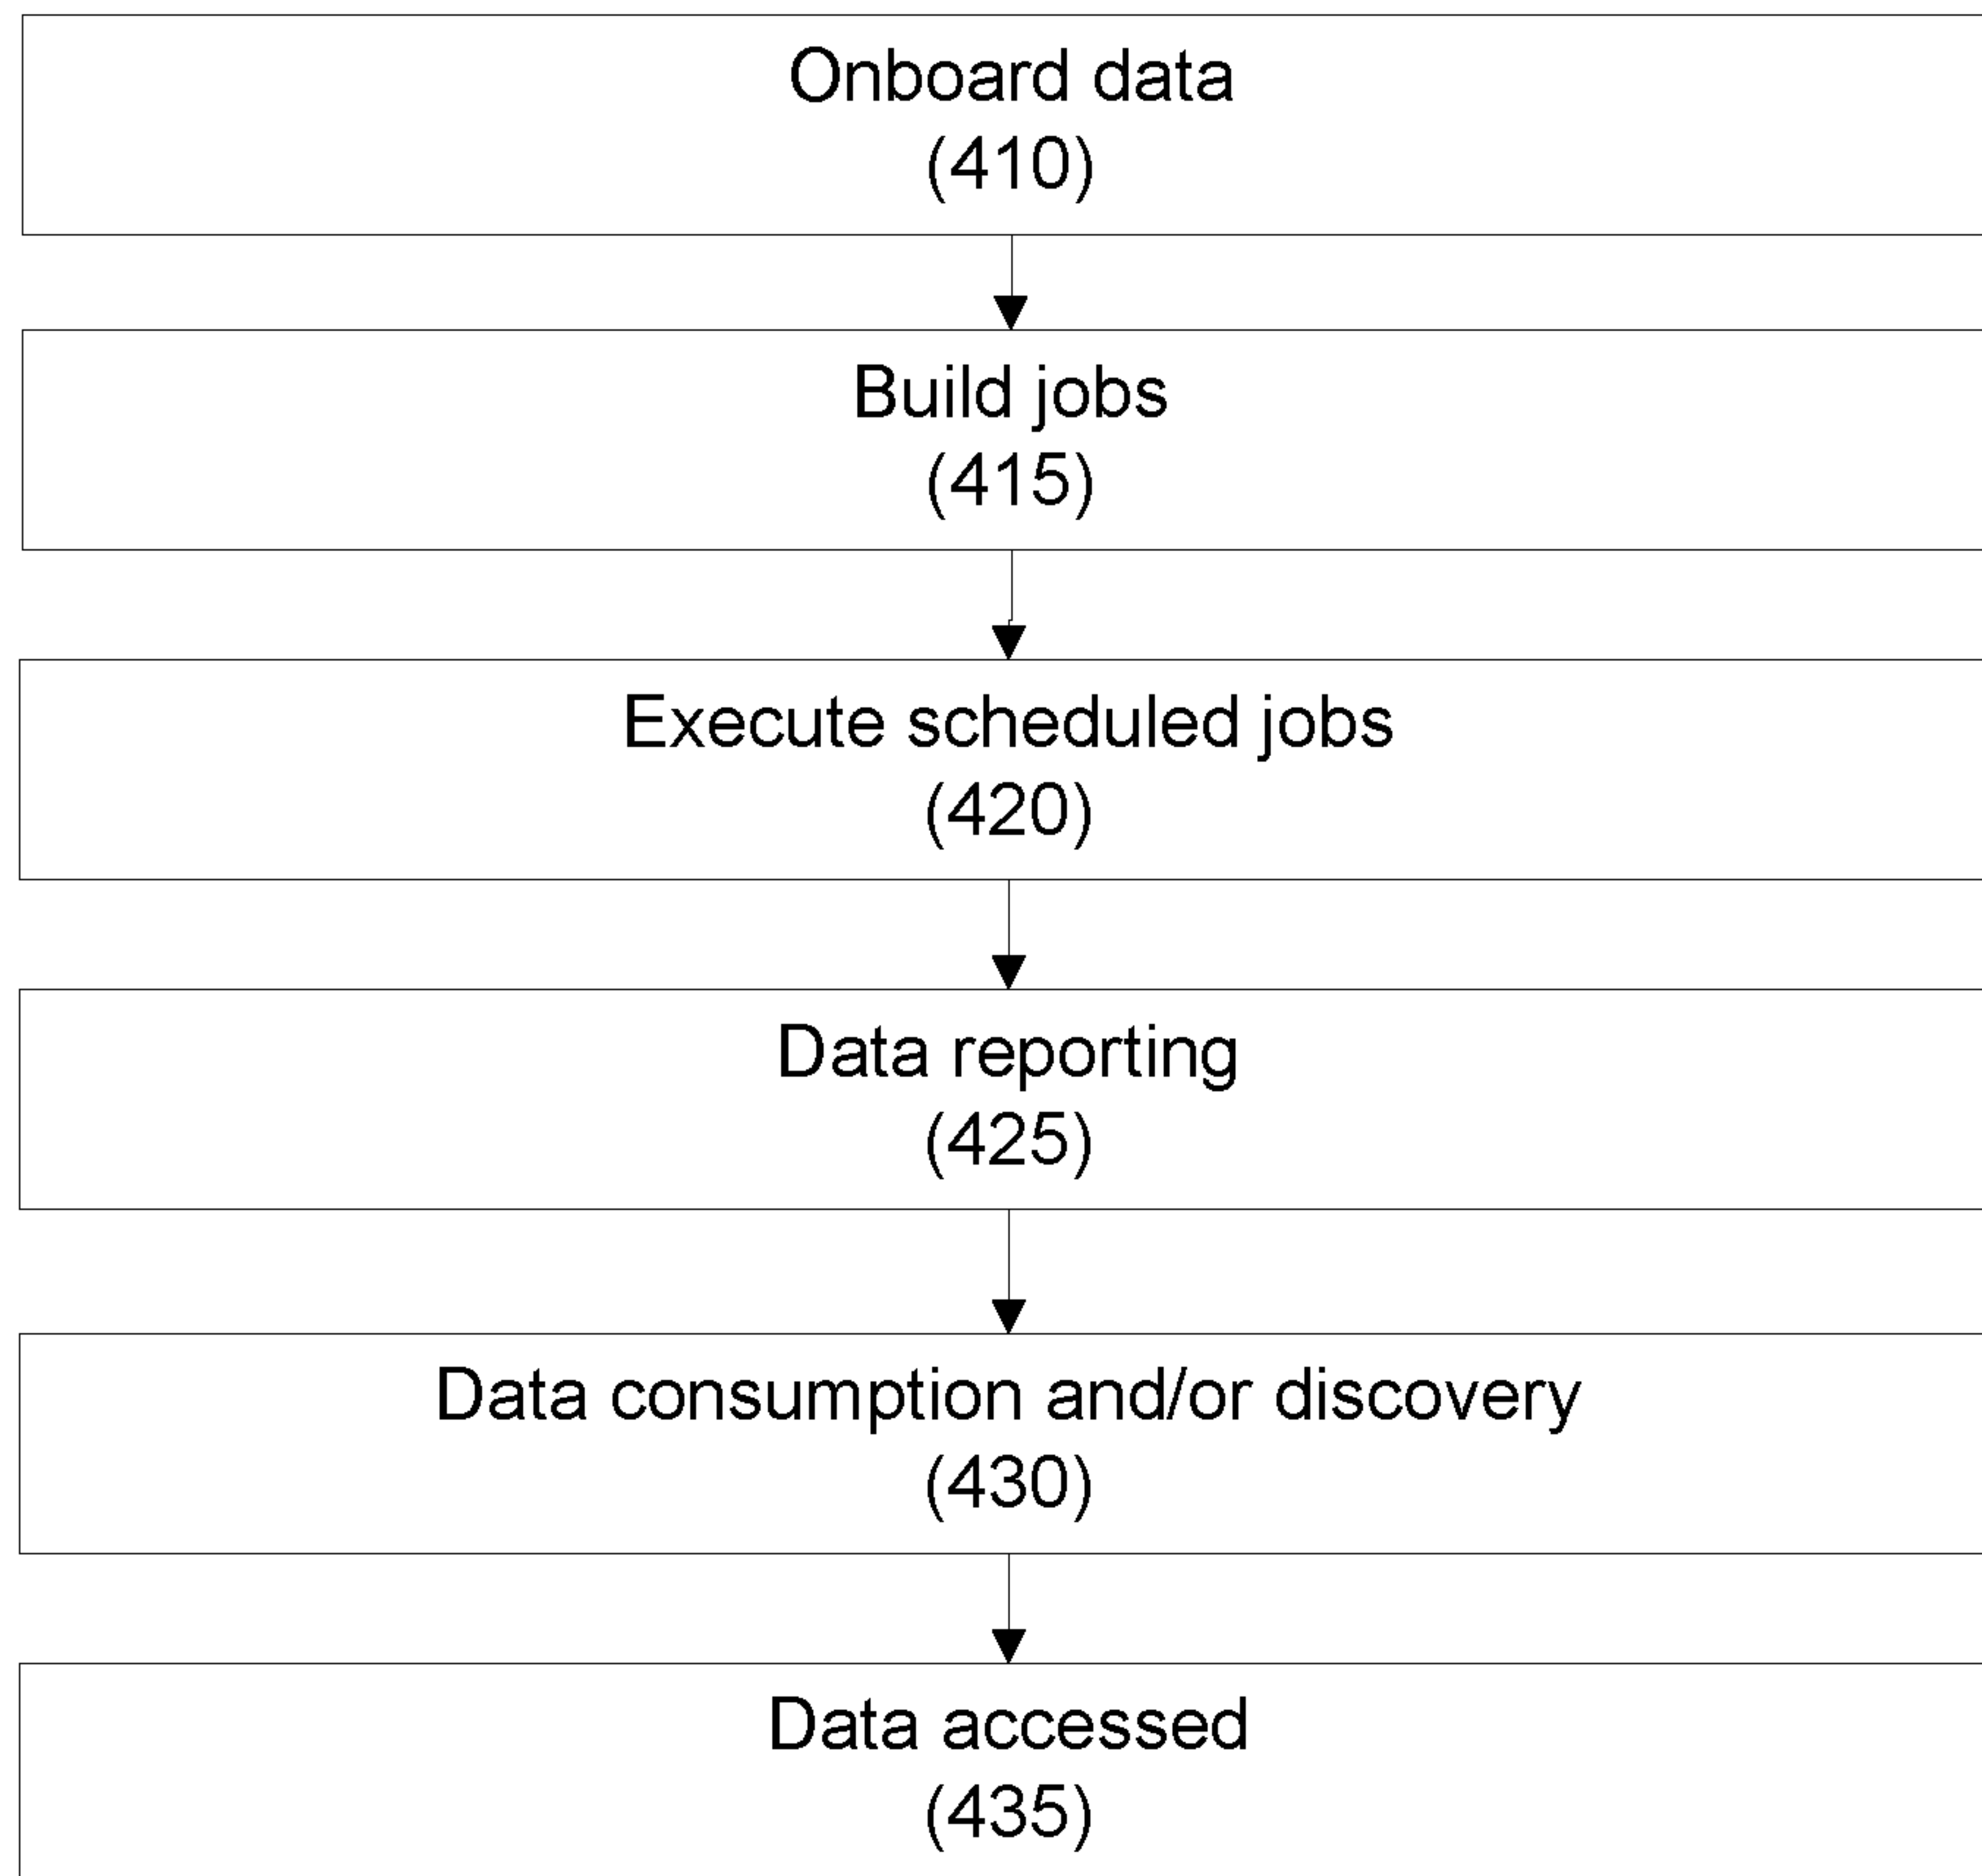 Onboard data
(410)
Build jobs
(415)
Execute scheduled jobs
(420)
Data reporting
(425)
Data consumption and/or discovery
(430)
Data accessed
(435)